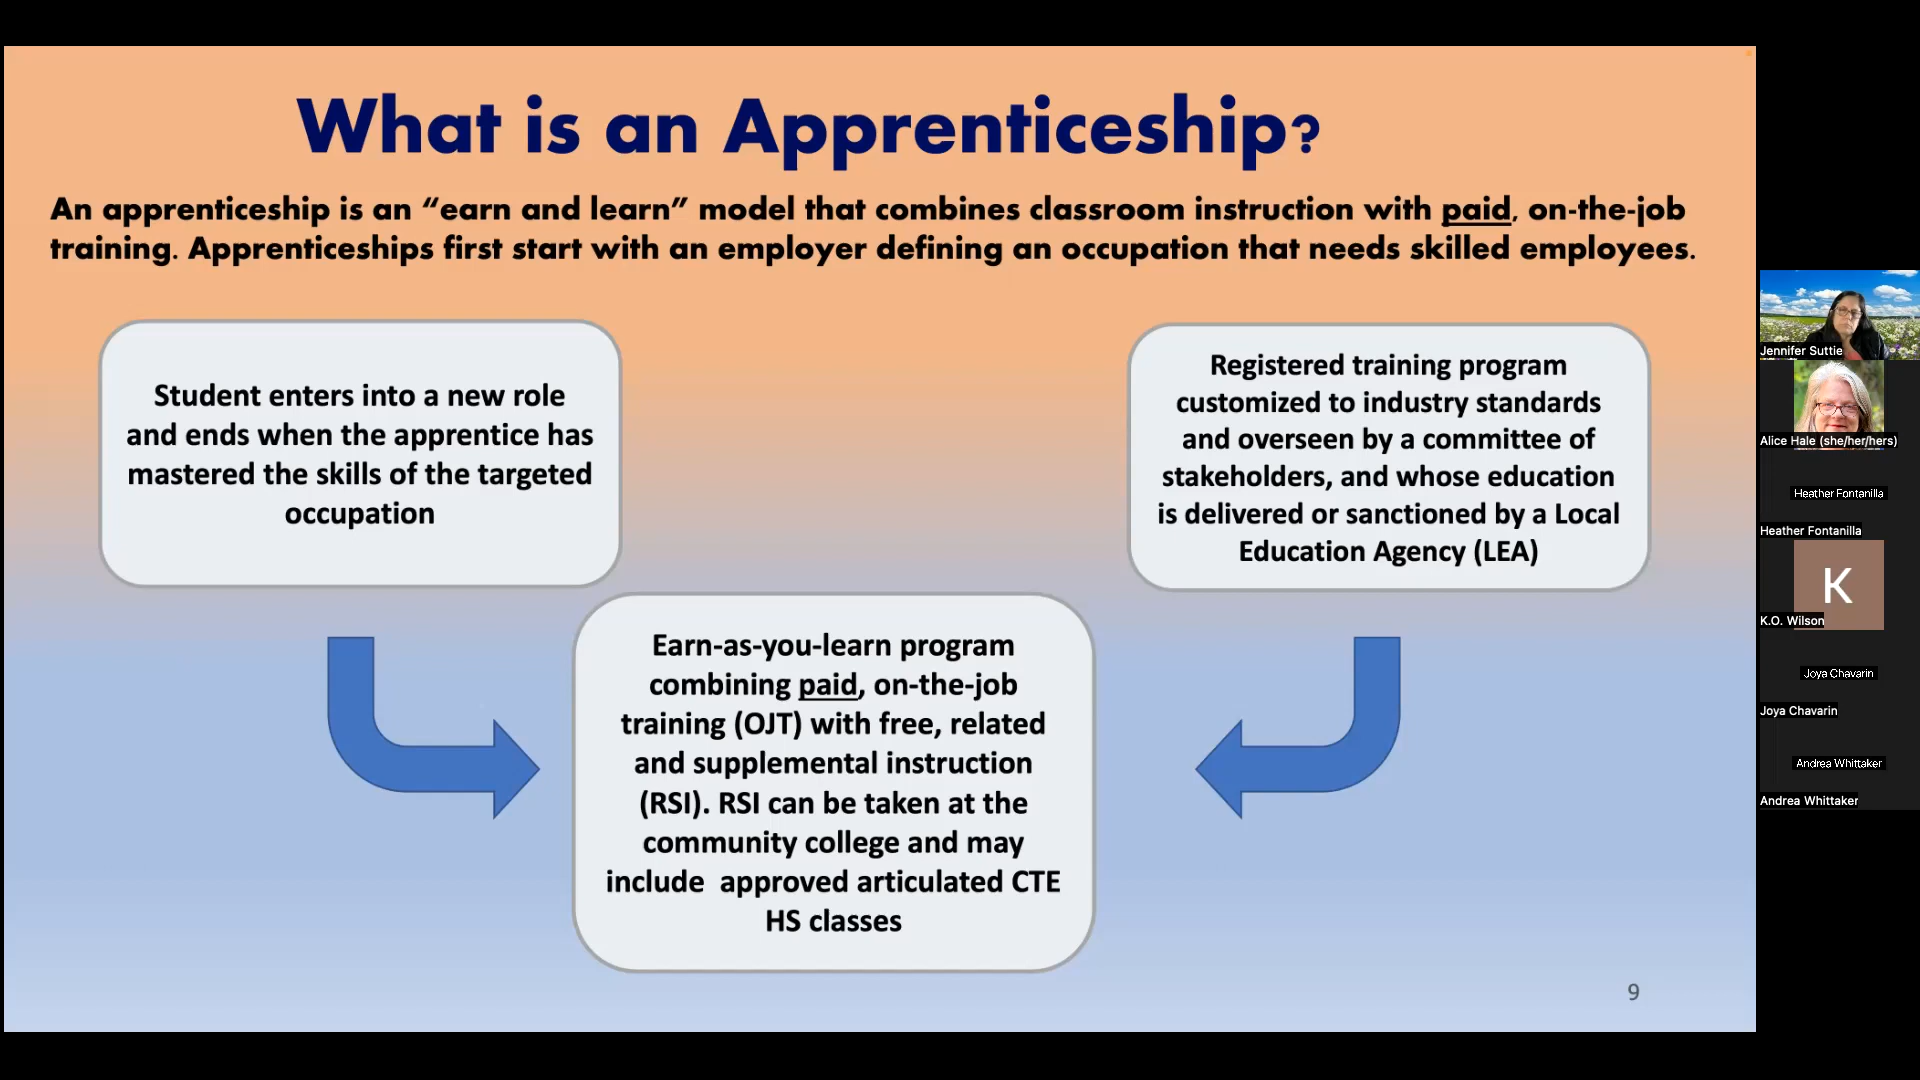 What is an Apprenticeship?
An apprenticeship is an “earn and learn” model that combines classroom instruction with paid, on-the-job
training. Apprenticeships first start with an employer defining an occupation that needs skilled employees.
Student enters into a new role
and ends when the apprentice has
mastered the skills of the targeted
occupation
Registered training program
customized to industry standards
and overseen by a committee of
stakeholders, and whose education
is delivered or sanctioned by a Local
Education Agency (LEA)
Earn-as-you-learn program
combining paid, on-the-job
training (OJT) with free, related
and supplemental instruction
(RSI). RSI can be taken at the
community college and may
include  approved articulated CTE
HS classes
9
Jennifer Suttie
Alice Hale (she/her/hers)
Heather Fontanilla
Heather Fontanilla
K
K.O. Wilson
Joya Chavarin
Joya Chavarin
Andrea Whittaker
Andrea Whittaker